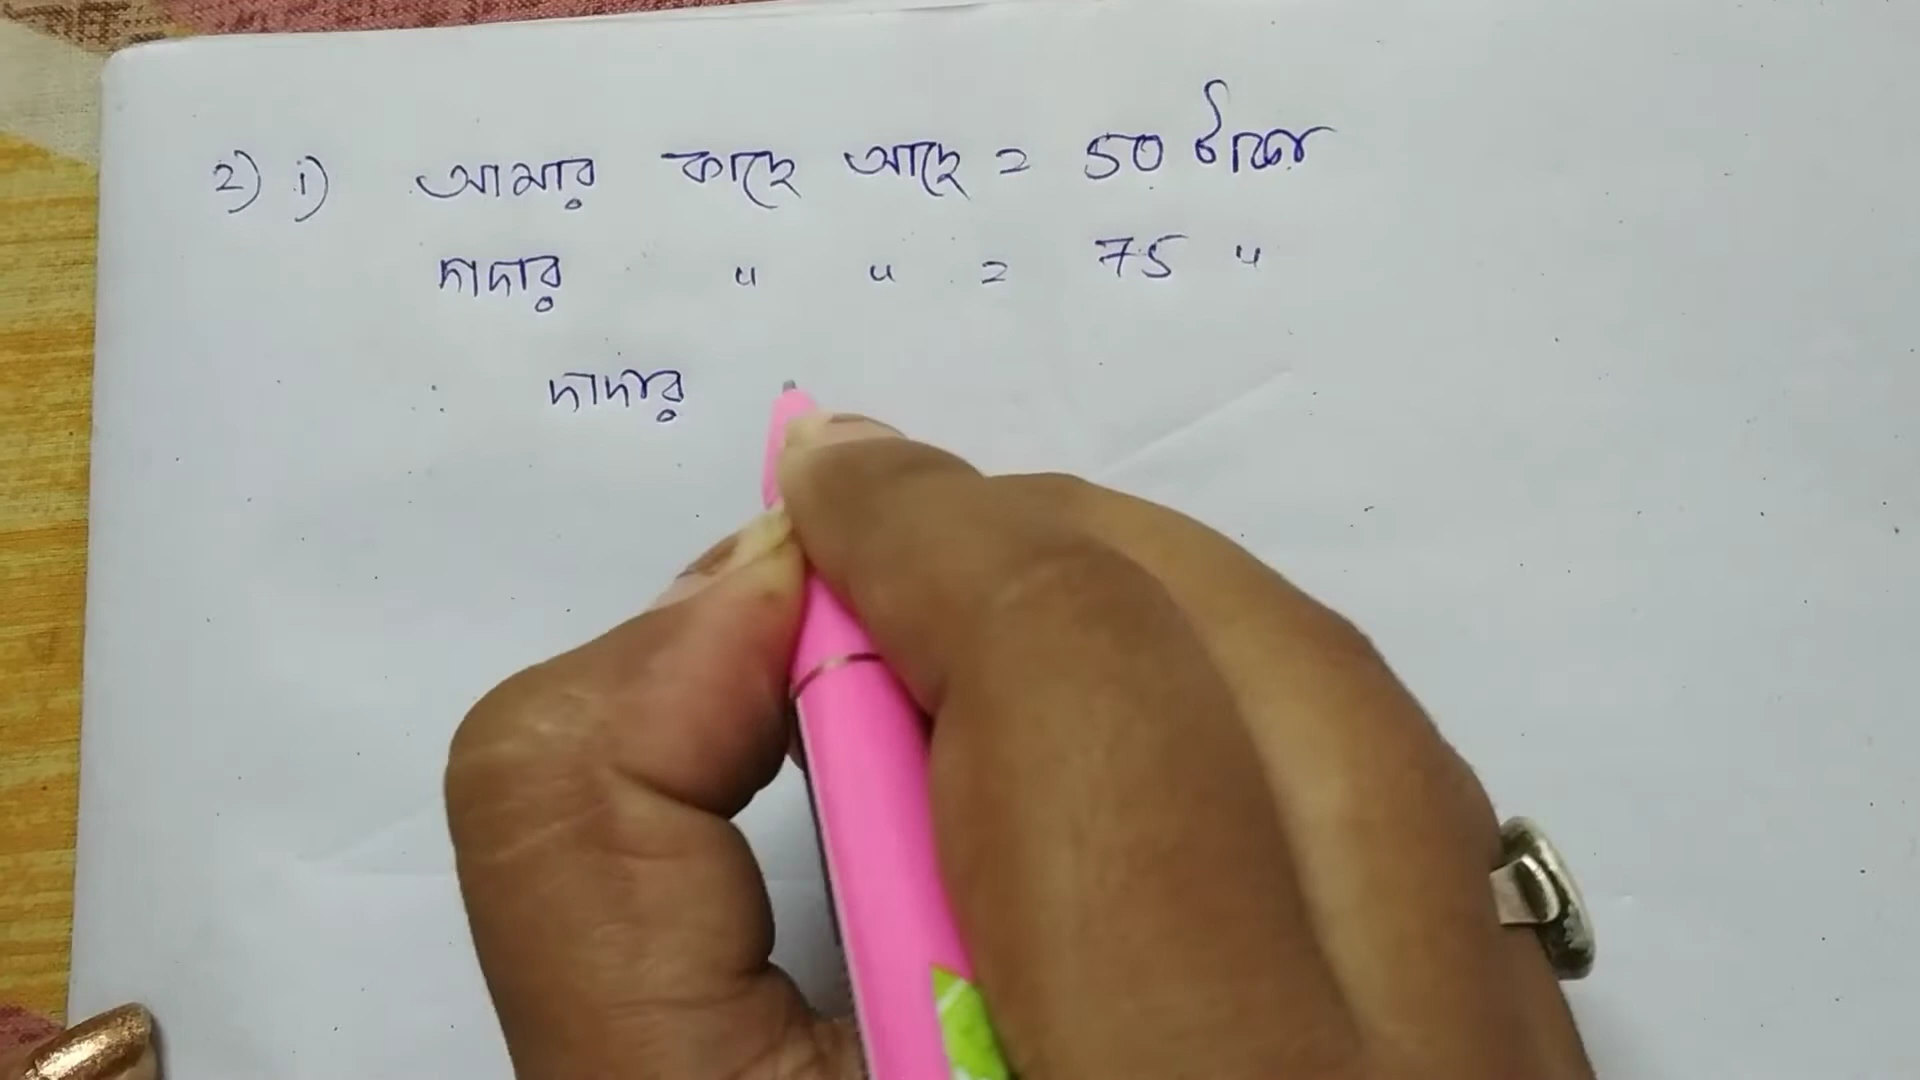 2) i) আমার কাছে আছে = 50 টাকা
দাদার " " = 75 "
দাদার